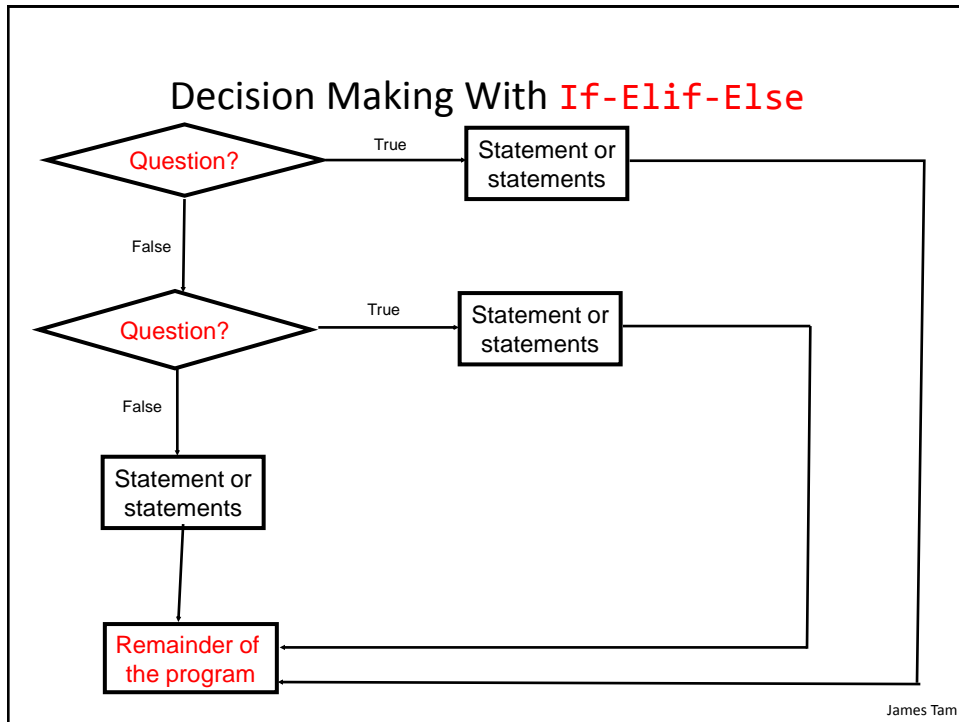 Decision Making With If-Elif-Else
Question?
True
Statement or
statements
False
Question?
True
Statement or
statements
False
Statement or
statements
Remainder of
the program
James Tam